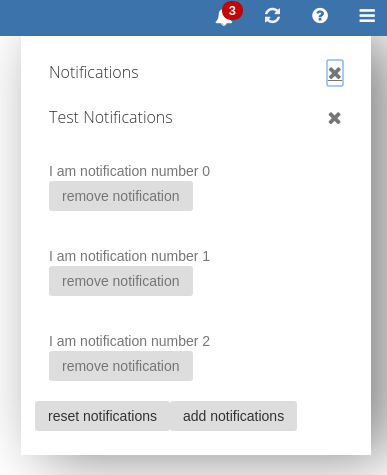 3
Notifications
Test Notifications
I am notification number 0
remove notification
I am notification number 1
remove notification
I am notification number 2
remove notification
reset notifications add notifications